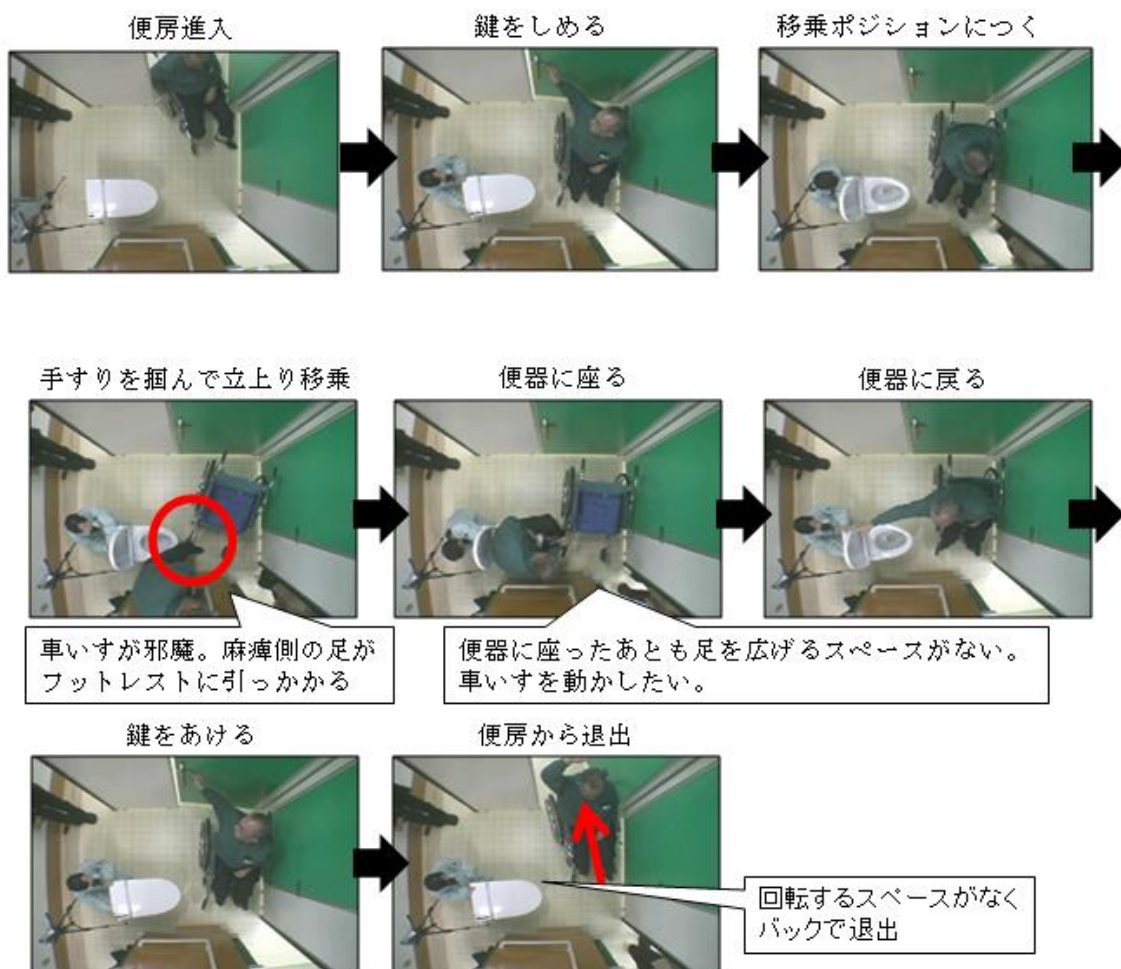 便房進入
鍵をしめる
移乗ポジションにつく
手すりを掴んで立上り移乗
便器に座る
便器に戻る
車いすが邪魔。麻痺側の足が
フットレストに引っかかる
便器に座ったあとも足を広げるスペースがない。
車いすを動かしたい。
鍵をあける
便房から退出
回転するスペースがなく
バックで退出